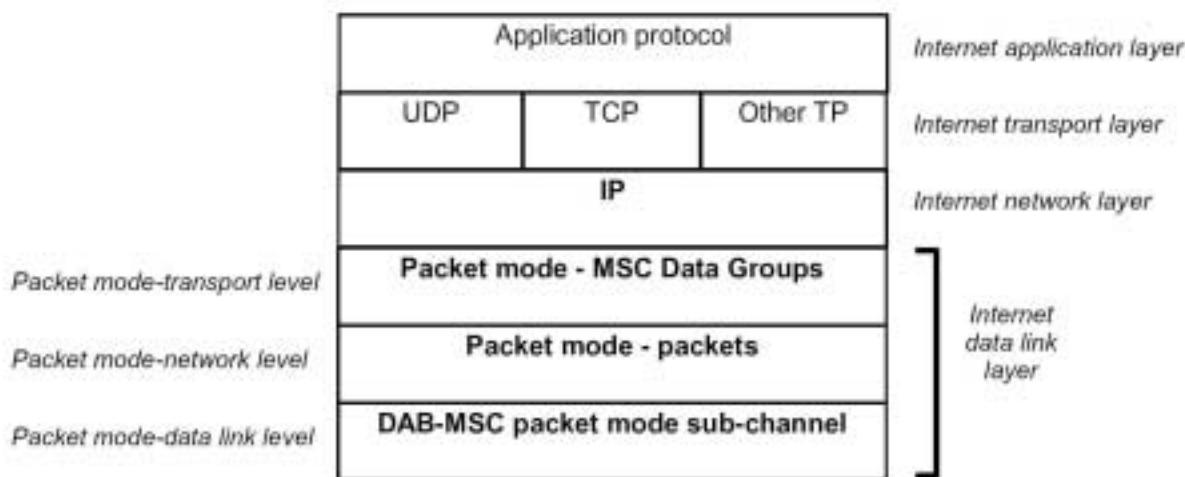 Application protocol
Internet application layer
UDP TCP Other TP
Internet transport layer
IP
Internet network layer
Packet mode-transport level
Packet mode - MSC Data Groups
Packet mode-network level
Packet mode - packets
Internet
data link
layer
Packet mode-data link level
DAB-MSC packet mode sub-channel